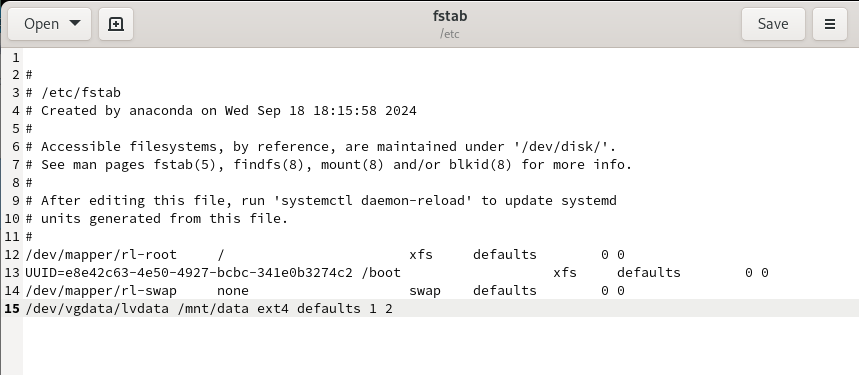 Open
fstab
/etc
Save
1
2 #
3 # /etc/fstab
4 # Created by anaconda on Wed Sep 18 18:15:58 2024
5 #
6 # Accessible filesystems, by reference, are maintained under '/dev/disk/'.
7 # See man pages fstab(5), findfs(8), mount(8) and/or blkid(8) for more info.
8 #
9 # After editing this file, run 'systemctl daemon-reload' to update systemd
10 # units generated from this file.
11 #
12 /dev/mapper/rl-root     /                       xfs     defaults        0 0
13 UUID=e8e42c63-4e50-4927-bcbc-341e0b3274c2 /boot                         xfs     defaults        0 0
14 /dev/mapper/rl-swap     none                    swap    defaults        0 0
15 /dev/vgdata/lvdata /mnt/data ext4 defaults 1 2